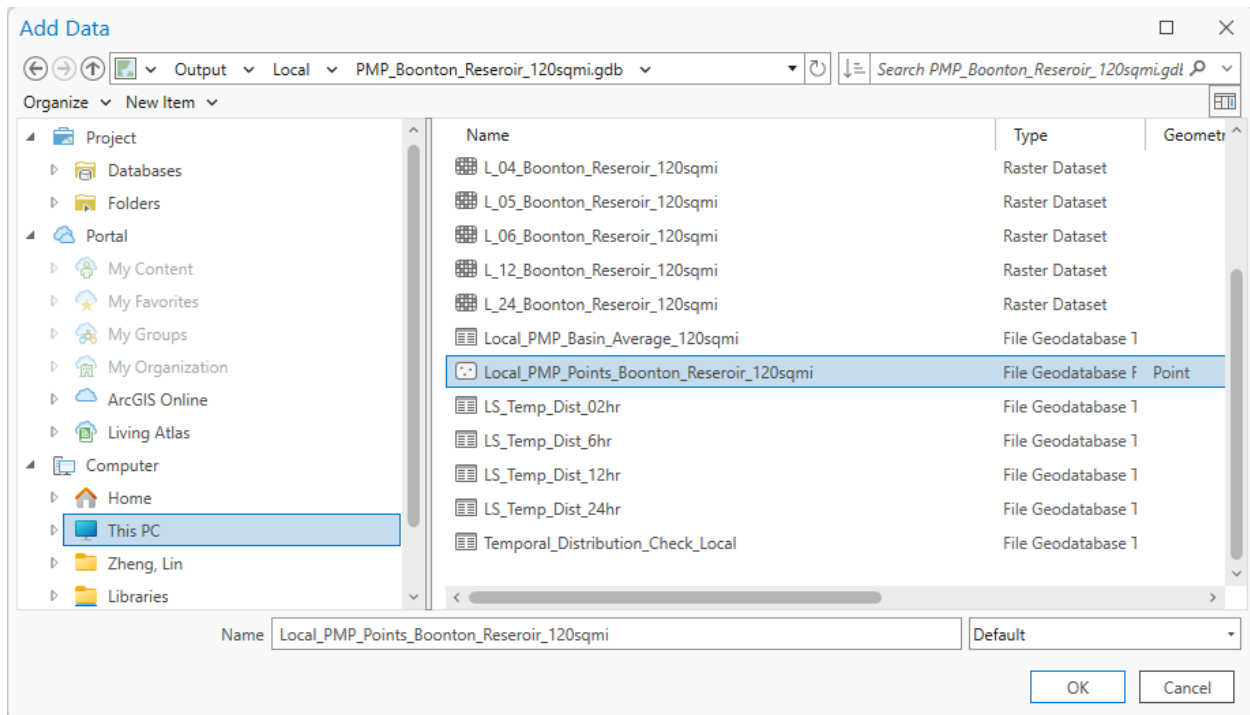 Add Data
Output Local PMP_Boonton_Reseroir_120sqmi.gdb Search PMP_Boonton_Reseroir_120sqmi.gdb
Organize New Item
Project
Databases
Folders
Portal
My Content
My Favorites
My Groups
My Organization
ArcGIS Online
Living Atlas
Computer
Home
This PC
Zheng, Lin
Libraries
Name Type Geometr
L_04_Boonton_Reseroir_120sqmi Raster Dataset
L_05_Boonton_Reseroir_120sqmi Raster Dataset
L_06_Boonton_Reseroir_120sqmi Raster Dataset
L_12_Boonton_Reseroir_120sqmi Raster Dataset
L_24_Boonton_Reseroir_120sqmi Raster Dataset
Local_PMP_Basin_Average_120sqmi File Geodatabase T
Local_PMP_Points_Boonton_Reseroir_120sqmi File Geodatabase F Point
LS_Temp_Dist_02hr File Geodatabase T
LS_Temp_Dist_6hr File Geodatabase T
LS_Temp_Dist_12hr File Geodatabase T
LS_Temp_Dist_24hr File Geodatabase T
Temporal_Distribution_Check_Local File Geodatabase T
Name Local_PMP_Points_Boonton_Reseroir_120sqmi Default
OK Cancel